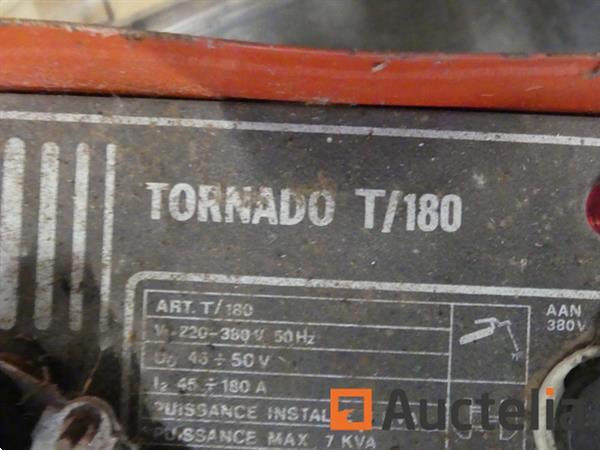 TORNADO T/180
ART. T/180
V₁ 220-380 V 50Hz
U₀ 46 ÷ 50 V
I₂ 45 ÷ 180 A
PUISSANCE INSTAL
PUISSANCE MAX. 7 KVA
AAN
380V
Auctelia